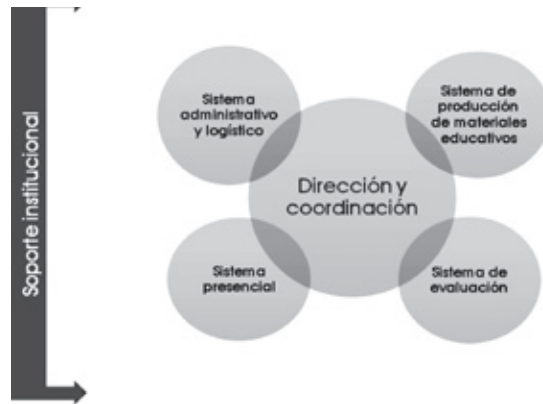 Soporte institucional
Sistema
administrativo
y logístico
Sistema de
producción
de materiales
educativos
Dirección y
coordinación
Sistema
presencial
Sistema de
evaluación